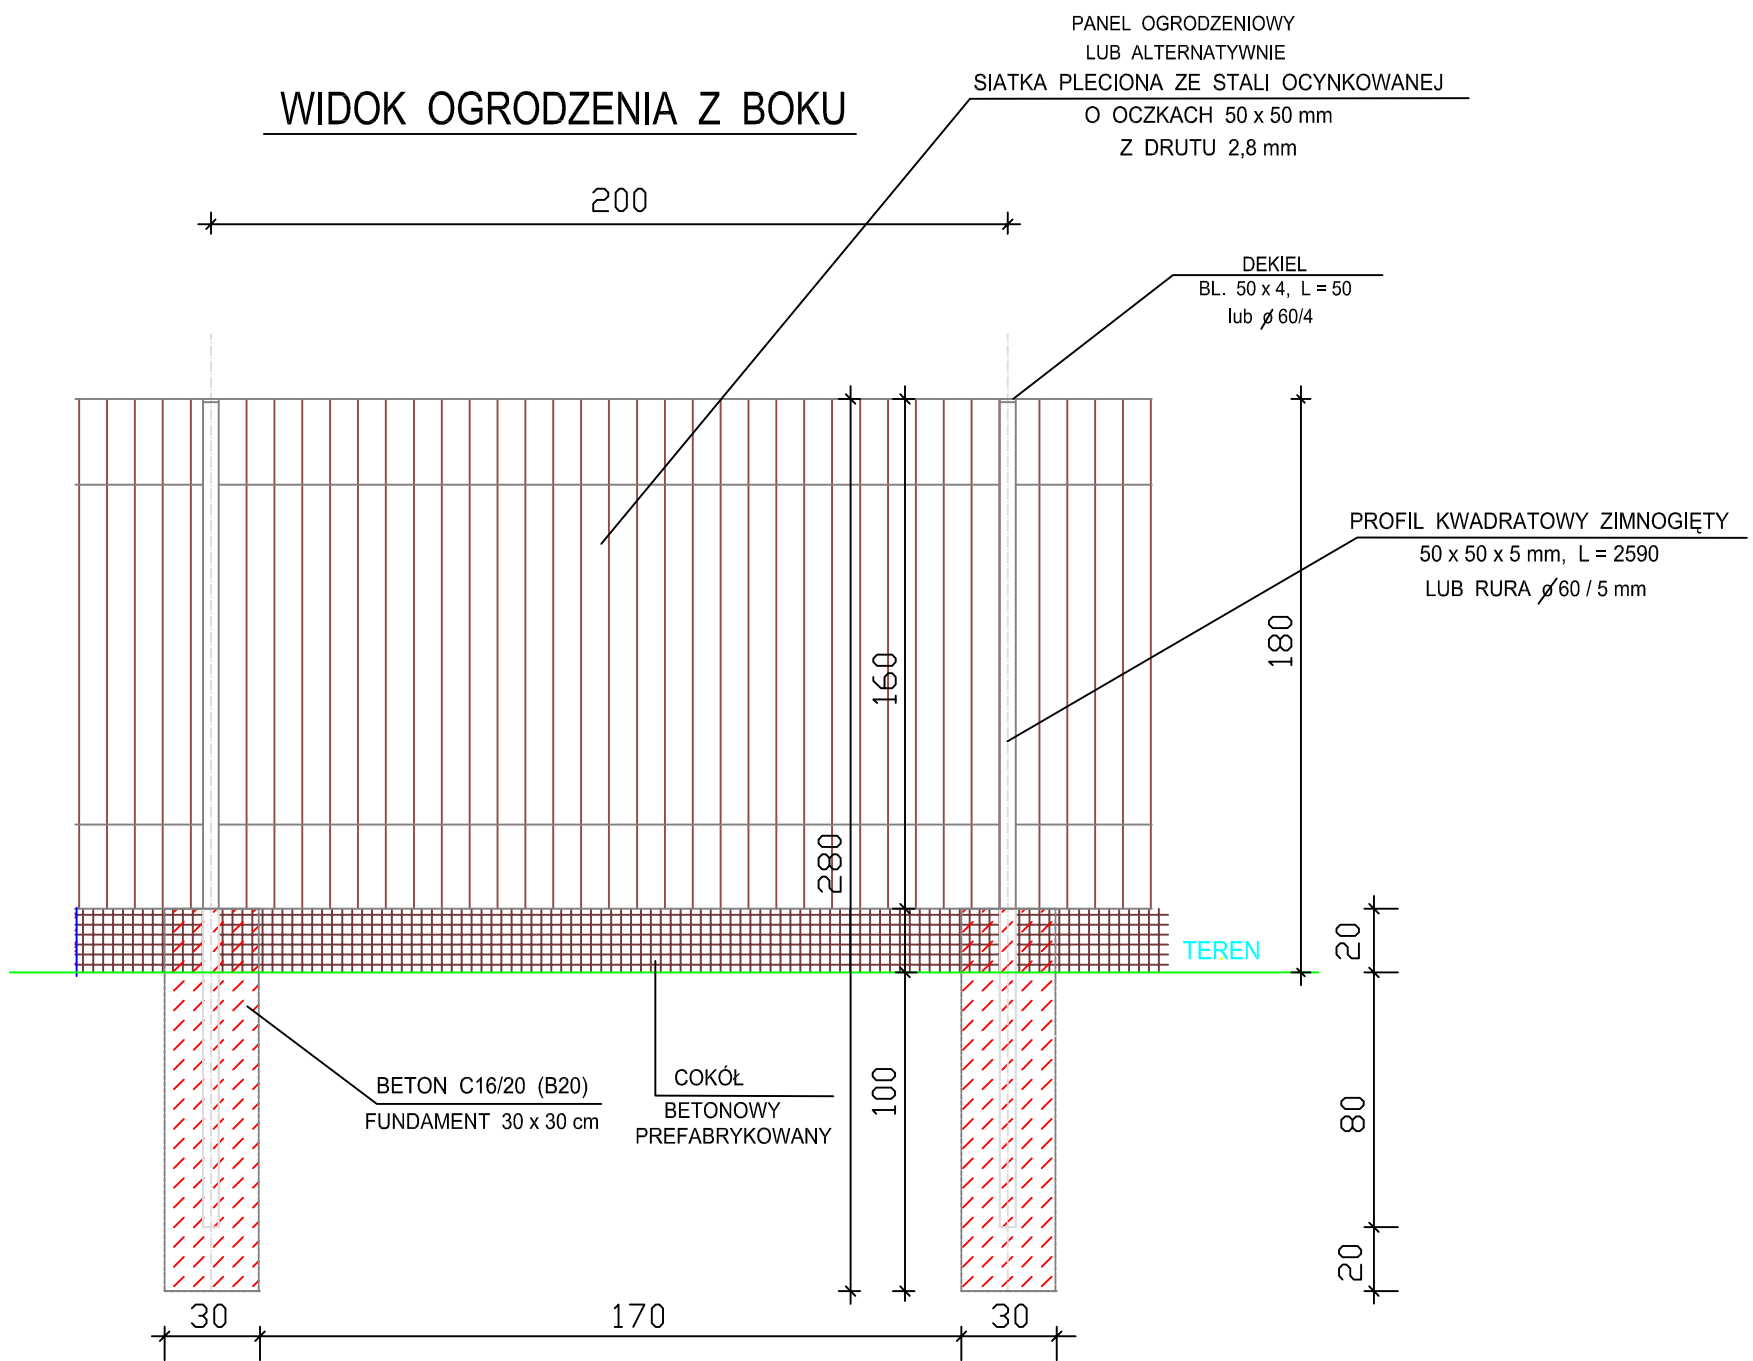 PANEL OGRODZENIOWY
LUB ALTERNATYWNIE
SIATKA PLECIONA ZE STALI OCYNKOWANEJ
O OCZKACH 50 x 50 mm
Z DRUTU 2,8 mm
WIDOK OGRODZENIA Z BOKU
200
DEKIEL
BL. 50 x 4, L = 50
lub ø 60/4
PROFIL KWADRATOWY ZIMNOGIĘTY
50 x 50 x 5 mm, L = 2590
LUB RURA ø 60 / 5 mm
180
160
280
TEREN
20
BETON C16/20 (B20)
FUNDAMENT 30 x 30 cm
COKÓŁ
BETONOWY
PREFABRYKOWANY
100
80
20
30
170
30